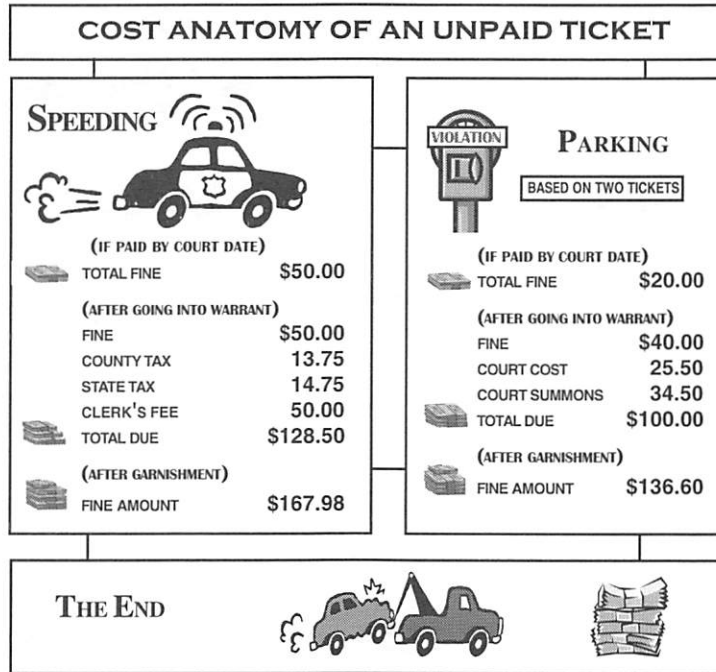 COST ANATOMY OF AN UNPAID TICKET
SPEEDING
(IF PAID BY COURT DATE)
TOTAL FINE $50.00
(AFTER GOING INTO WARRANT)
FINE $50.00
COUNTY TAX 13.75
STATE TAX 14.75
CLERK'S FEE 50.00
TOTAL DUE $128.50
(AFTER GARNISHMENT)
FINE AMOUNT $167.98
VIOLATION
PARKING
BASED ON TWO TICKETS
(IF PAID BY COURT DATE)
TOTAL FINE $20.00
(AFTER GOING INTO WARRANT)
FINE $40.00
COURT COST 25.50
COURT SUMMONS 34.50
TOTAL DUE $100.00
(AFTER GARNISHMENT)
FINE AMOUNT $136.60
THE END